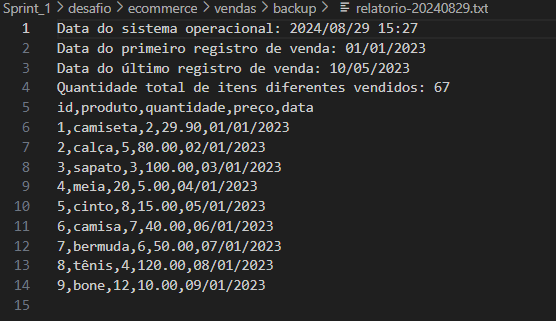 Sprint_1 > desafio > ecommerce > vendas > backup > relatorio-20240829.txt
1 Data do sistema operacional: 2024/08/29 15:27
2 Data do primeiro registro de venda: 01/01/2023
3 Data do último registro de venda: 10/05/2023
4 Quantidade total de itens diferentes vendidos: 67
5 id,produto,quantidade,preço,data
6 1,camiseta,2,29.90,01/01/2023
7 2,calça,5,80.00,02/01/2023
8 3,sapato,3,100.00,03/01/2023
9 4,meia,20,5.00,04/01/2023
10 5,cinto,8,15.00,05/01/2023
11 6,camisa,7,40.00,06/01/2023
12 7,bermuda,6,50.00,07/01/2023
13 8,tênis,4,120.00,08/01/2023
14 9,bone,12,10.00,09/01/2023
15